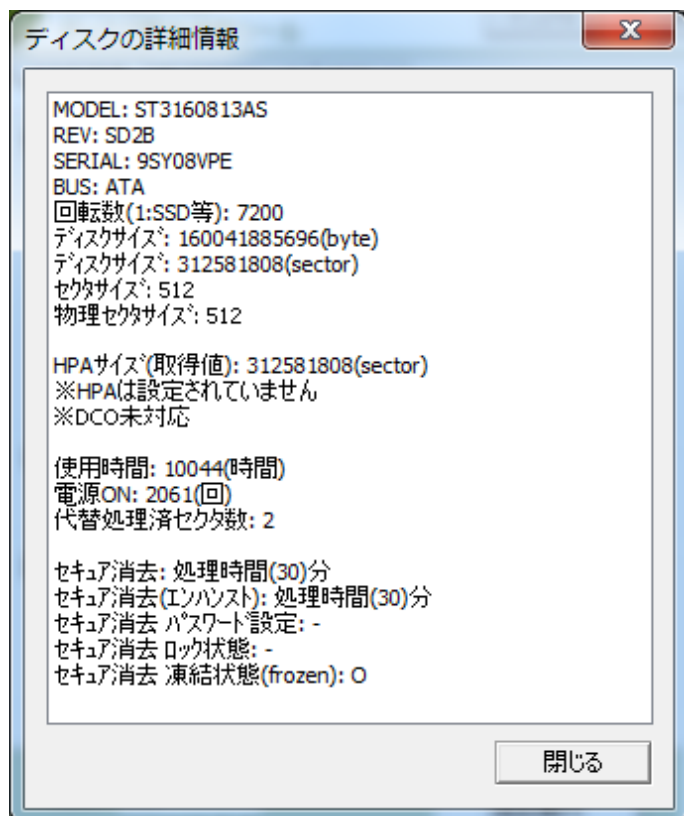 ディスクの詳細情報
MODEL: ST3160813AS
REV: SD2B
SERIAL: 9SY08VPE
BUS: ATA
回転数(1:SSD等): 7200
ディスクサイズ: 160041885696(byte)
ディスクサイズ: 312581808(sector)
セクタサイズ: 512
物理セクタサイズ: 512
HPAサイズ(取得値): 312581808(sector)
※HPAは設定されていません
※DCO未対応
使用時間: 10044(時間)
電源ON: 2061(回)
代替処理済セクタ数: 2
セキュア消去: 処理時間(30)分
セキュア消去(エンハンスト): 処理時間(30)分
セキュア消去 パスワード設定: -
セキュア消去 ロック状態: -
セキュア消去 凍結状態(frozen): O
閉じる